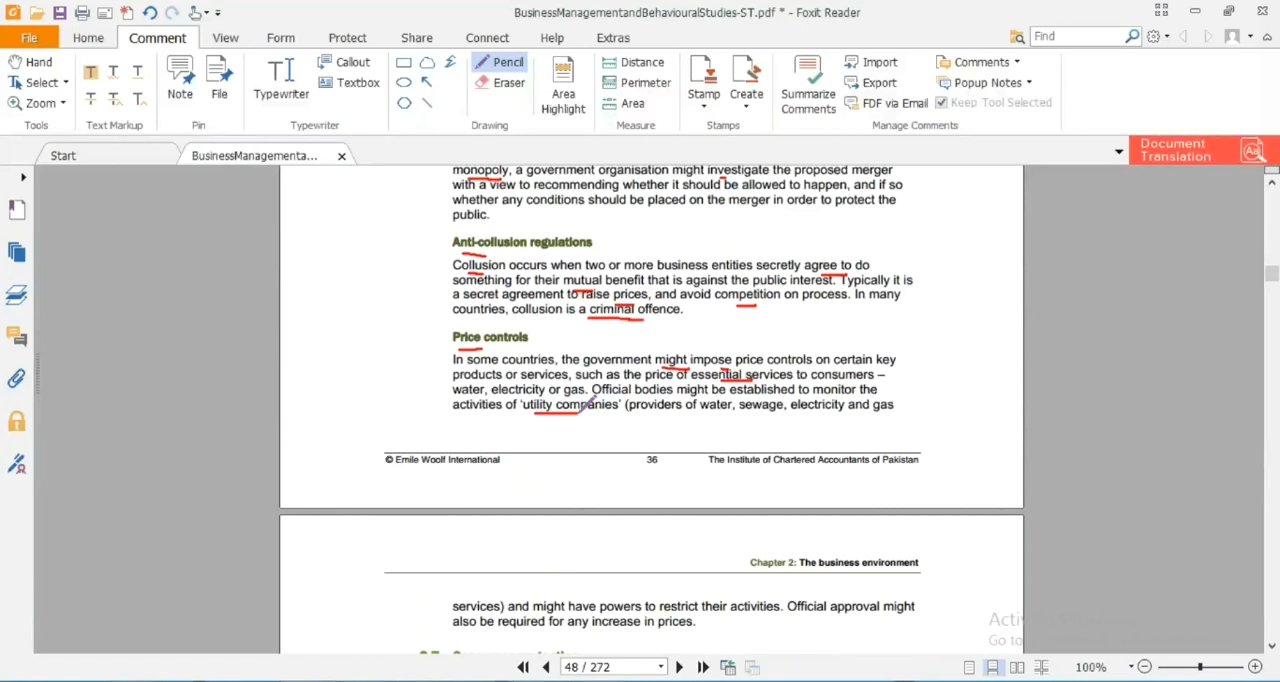 BusinessManagementandBehaviouralStudies-ST.pdf * - Foxit Reader
File Home Comment View Form Protect Share Connect Help Extras Find
Hand
Select
Zoom
Tools
T T T
T T T
Text Markup
Note
File
Pin
Typewriter
Callout
Textbox
Typewriter
Pencil
Eraser
Area
Highlight
Drawing
Distance
Perimeter
Area
Measure
Stamp
Create
Stamps
Summarize
Comments
Import
Export
FDF via Email
Comments
Popup Notes
Keep Tool Selected
Manage Comments
Start
BusinessManagementa...
Document
Translation
monopoly, a government organisation might investigate the proposed merger
with a view to recommending whether it should be allowed to happen, and if so
whether any conditions should be placed on the merger in order to protect the
public.
Anti-collusion regulations
Collusion occurs when two or more business entities secretly agree to do
something for their mutual benefit that is against the public interest. Typically it is
a secret agreement to raise prices, and avoid competition on process. In many
countries, collusion is a criminal offence.
Price controls
In some countries, the government might impose price controls on certain key
products or services, such as the price of essential services to consumers –
water, electricity or gas. Official bodies might be established to monitor the
activities of ‘utility companies’ (providers of water, sewage, electricity and gas
© Emile Woolf International 36 The Institute of Chartered Accountants of Pakistan
Chapter 2: The business environment
services) and might have powers to restrict their activities. Official approval might
also be required for any increase in prices.
Go to
48 / 272
100%